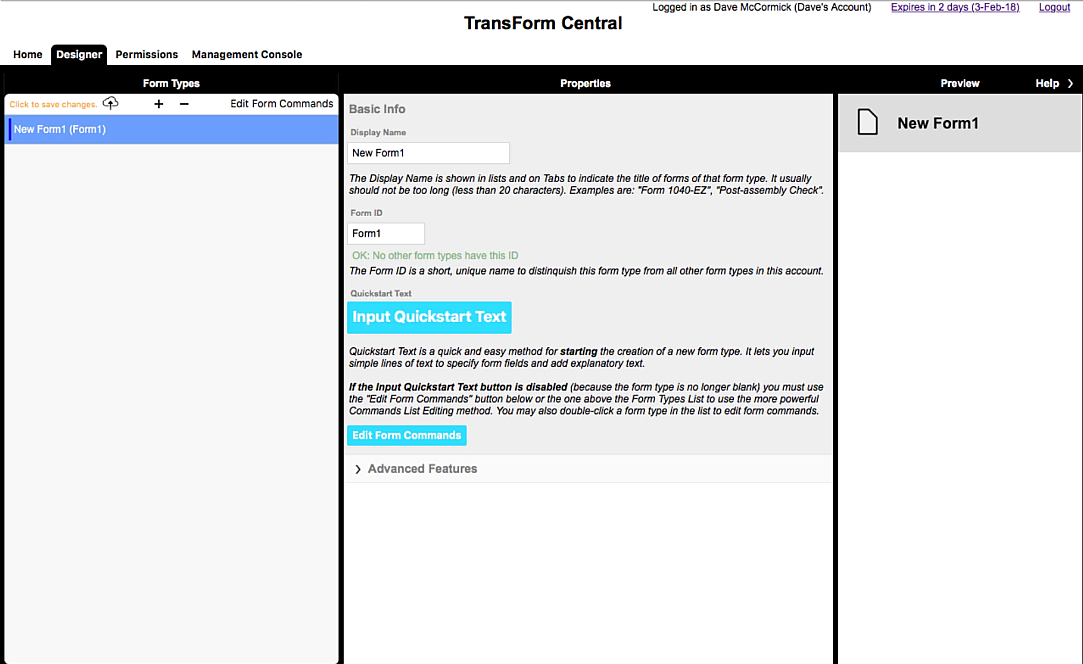 Logged in as Dave McCormick (Dave's Account) Expires in 2 days (3-Feb-18) Logout
TransForm Central
Home Designer Permissions Management Console
Form Types Properties Preview Help
Click to save changes. + − Edit Form Commands
New Form1 (Form1)
Basic Info
Display Name
New Form1
The Display Name is shown in lists and on Tabs to indicate the title of forms of that form type. It usually
should not be too long (less than 20 characters). Examples are: "Form 1040-EZ", "Post-assembly Check".
Form ID
Form1
OK: No other form types have this ID
The Form ID is a short, unique name to distinquish this form type from all other form types in this account.
Quickstart Text
Input Quickstart Text
Quickstart Text is a quick and easy method for starting the creation of a new form type. It lets you input
simple lines of text to specify form fields and add explanatory text.
If the Input Quickstart Text button is disabled (because the form type is no longer blank) you must use
the "Edit Form Commands" button below or the one above the Form Types List to use the more powerful
Commands List Editing method. You may also double-click a form type in the list to edit form commands.
Edit Form Commands
Advanced Features
New Form1